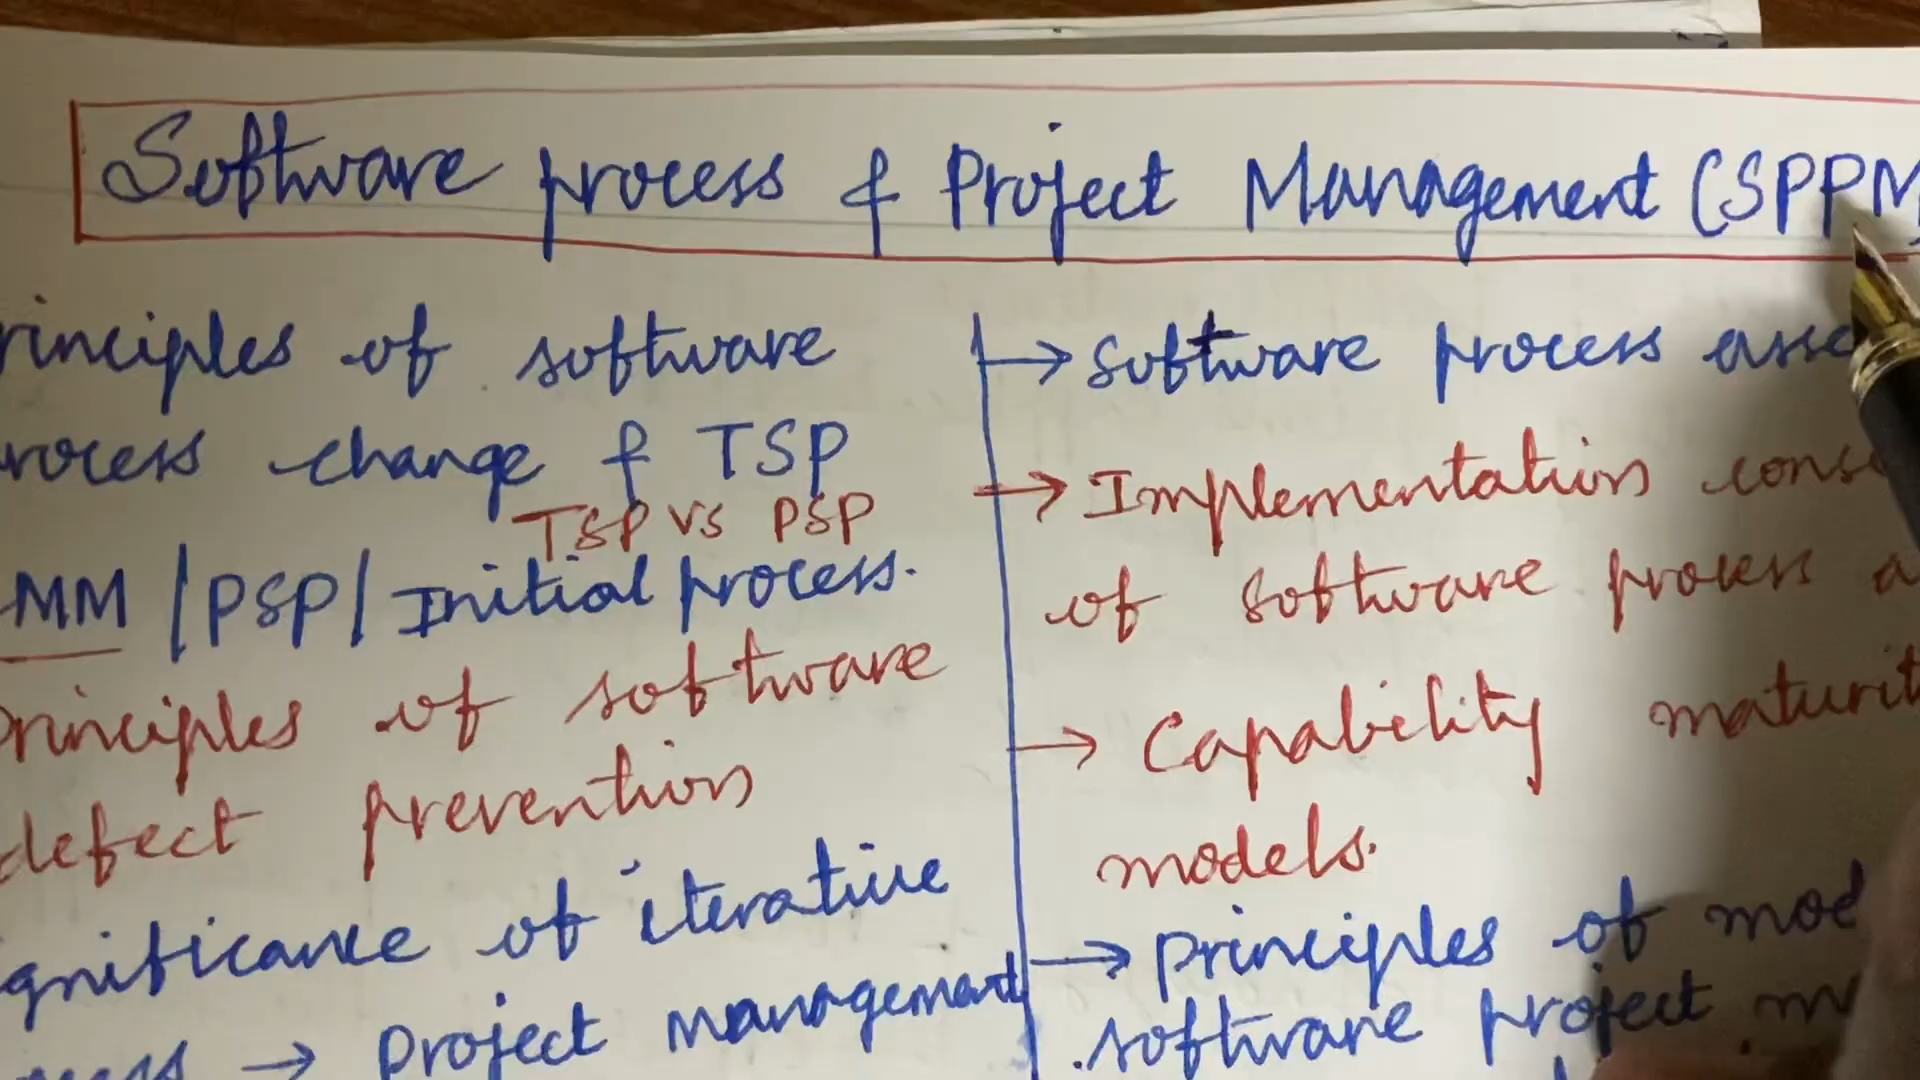 Software process & Project Management (SPPM
rinciples of software
rocess change & TSP
TSP vs PSP
MM / PSP / Initial process.
Principles of software
defect prevention
gnificance of iterative
→ Project management
→ Software process asse
→ Implementation cons
of software process a
→ Capability maturit
models.
→ Principles of mod
software project m